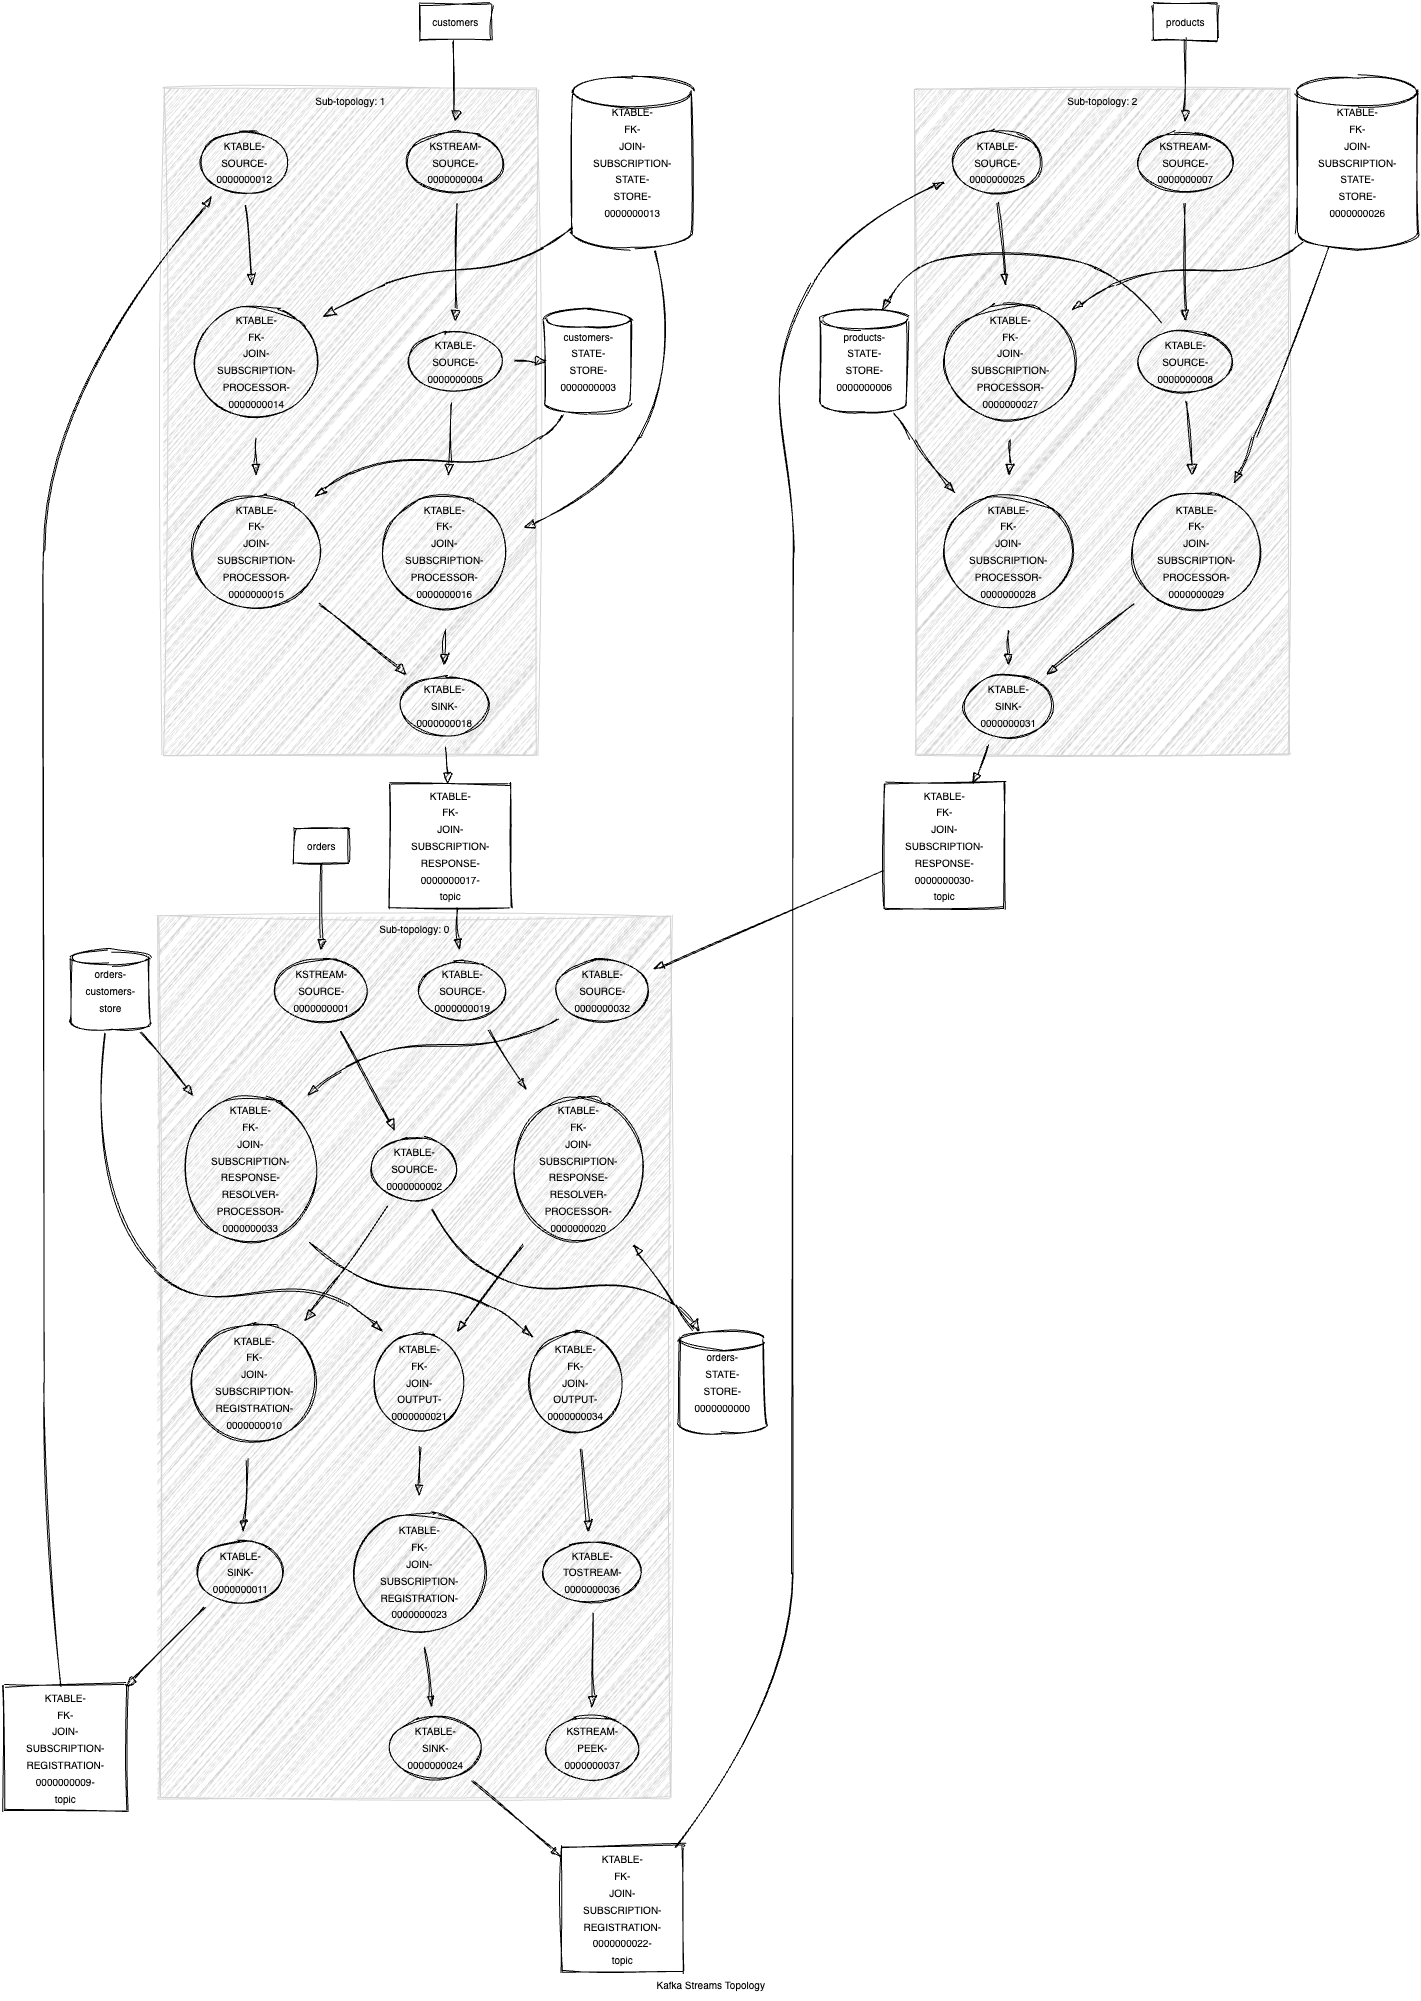 customers
products
Sub-topology: 1
KTABLE-
SOURCE-
0000000012
KSTREAM-
SOURCE-
0000000004
KTABLE-
FK-
JOIN-
SUBSCRIPTION-
STATE-
STORE-
0000000013
Sub-topology: 2
KTABLE-
SOURCE-
0000000025
KSTREAM-
SOURCE-
0000000007
KTABLE-
FK-
JOIN-
SUBSCRIPTION-
STATE-
STORE-
0000000026
KTABLE-
FK-
JOIN-
SUBSCRIPTION-
PROCESSOR-
0000000014
KTABLE-
SOURCE-
0000000005
customers-
STATE-
STORE-
0000000003
products-
STATE-
STORE-
0000000006
KTABLE-
FK-
JOIN-
SUBSCRIPTION-
PROCESSOR-
0000000027
KTABLE-
SOURCE-
0000000008
KTABLE-
FK-
JOIN-
SUBSCRIPTION-
PROCESSOR-
0000000015
KTABLE-
FK-
JOIN-
SUBSCRIPTION-
PROCESSOR-
0000000016
KTABLE-
FK-
JOIN-
SUBSCRIPTION-
PROCESSOR-
0000000028
KTABLE-
FK-
JOIN-
SUBSCRIPTION-
PROCESSOR-
0000000029
KTABLE-
SINK-
0000000018
KTABLE-
SINK-
0000000031
orders
KTABLE-
FK-
JOIN-
SUBSCRIPTION-
RESPONSE-
0000000017-
topic
KTABLE-
FK-
JOIN-
SUBSCRIPTION-
RESPONSE-
0000000030-
topic
Sub-topology: 0
orders-
customers-
store
KSTREAM-
SOURCE-
0000000001
KTABLE-
SOURCE-
0000000019
KTABLE-
SOURCE-
0000000032
KTABLE-
FK-
JOIN-
SUBSCRIPTION-
RESPONSE-
RESOLVER-
PROCESSOR-
0000000033
KTABLE-
SOURCE-
0000000002
KTABLE-
FK-
JOIN-
SUBSCRIPTION-
RESPONSE-
RESOLVER-
PROCESSOR-
0000000020
KTABLE-
FK-
JOIN-
SUBSCRIPTION-
REGISTRATION-
0000000010
KTABLE-
FK-
JOIN-
OUTPUT-
0000000021
KTABLE-
FK-
JOIN-
OUTPUT-
0000000034
orders-
STATE-
STORE-
0000000000
KTABLE-
SINK-
0000000011
KTABLE-
FK-
JOIN-
SUBSCRIPTION-
REGISTRATION-
0000000023
KTABLE-
TOSTREAM-
0000000036
KTABLE-
FK-
JOIN-
SUBSCRIPTION-
REGISTRATION-
0000000009-
topic
KTABLE-
SINK-
0000000024
KSTREAM-
PEEK-
0000000037
KTABLE-
FK-
JOIN-
SUBSCRIPTION-
REGISTRATION-
0000000022-
topic
Kafka Streams Topology